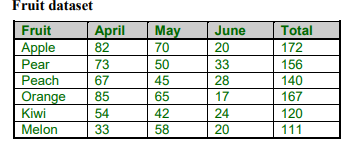 Fruit dataset
Fruit April May June Total
Apple 82 70 20 172
Pear 73 50 33 156
Peach 67 45 28 140
Orange 85 65 17 167
Kiwi 54 42 24 120
Melon 33 58 20 111